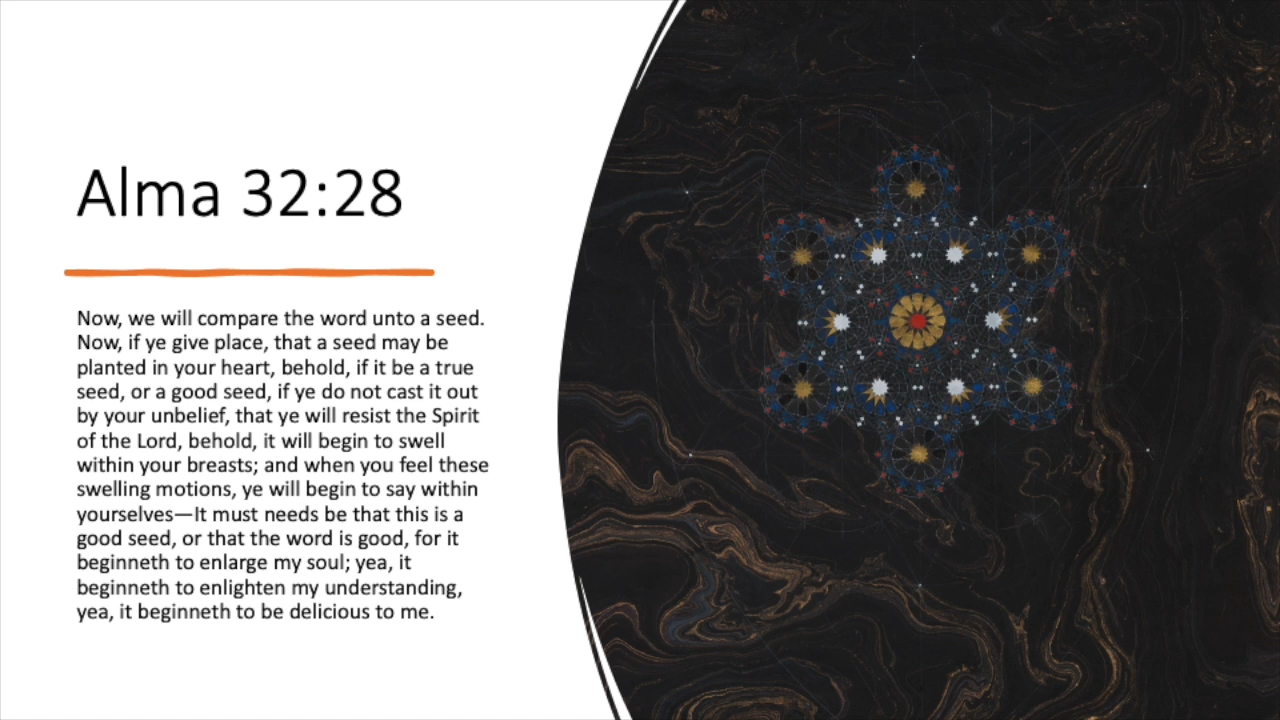 Alma 32:28
Now, we will compare the word unto a seed.
Now, if ye give place, that a seed may be
planted in your heart, behold, if it be a true
seed, or a good seed, if ye do not cast it out
by your unbelief, that ye will resist the Spirit
of the Lord, behold, it will begin to swell
within your breasts; and when you feel these
swelling motions, ye will begin to say within
yourselves—It must needs be that this is a
good seed, or that the word is good, for it
beginneth to enlarge my soul; yea, it
beginneth to enlighten my understanding,
yea, it beginneth to be delicious to me.